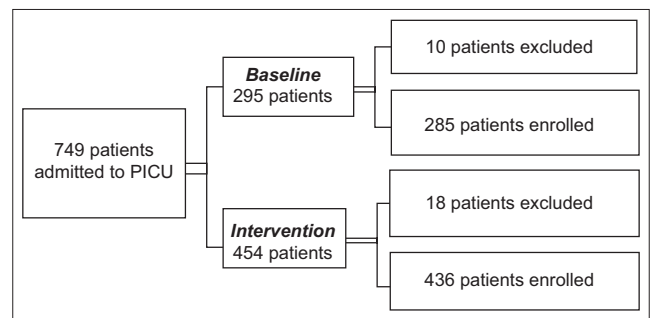 749 patients
admitted to PICU
Baseline
295 patients
10 patients excluded
285 patients enrolled
Intervention
454 patients
18 patients excluded
436 patients enrolled